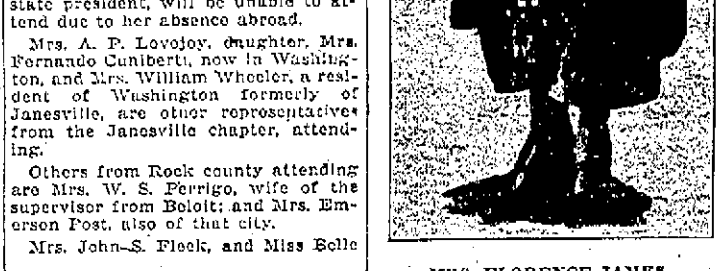 state president, will be unable to at-
tend due to her absence abroad.
Mrs. A. P. Lovejoy, daughter, Mrs.
Fernando Cuniberti, now in Washing-
ton, and Mrs. William Wheeler, a resi-
dent of Washington formerly of
Janesville, are other representatives
from the Janesville chapter, attend-
ing.
Others from Rock county attending
are Mrs. W. S. Perrigo, wife of the
supervisor from Beloit; and Mrs. Em-
erson Post, also of that city.
Mrs. John S. Fleek, and Miss Belle
MRS. FLORENCE JAMES